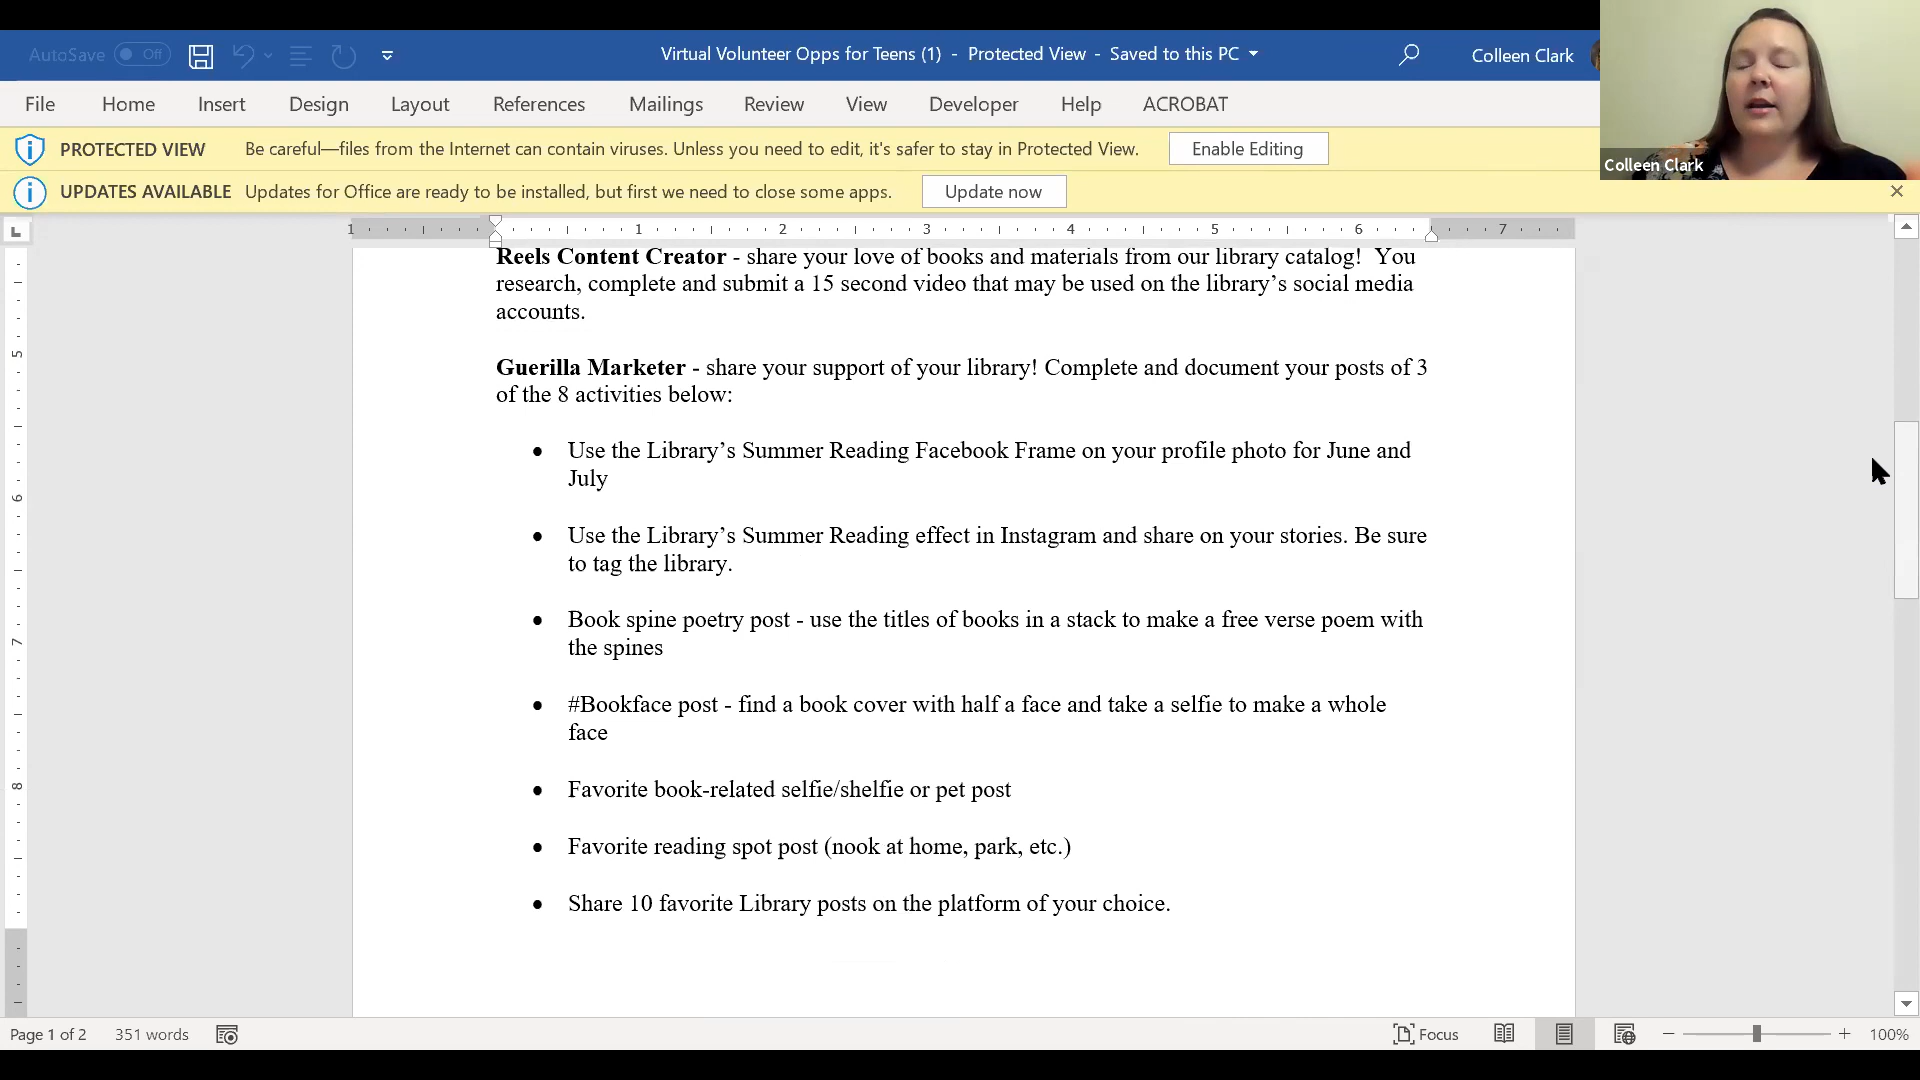 AutoSave Off
Virtual Volunteer Opps for Teens (1) - Protected View - Saved to this PC
Colleen Clark
File Home Insert Design Layout References Mailings Review View Developer Help ACROBAT
PROTECTED VIEW Be careful—files from the Internet can contain viruses. Unless you need to edit, it's safer to stay in Protected View. Enable Editing
Colleen Clark
UPDATES AVAILABLE Updates for Office are ready to be installed, but first we need to close some apps. Update now
1 1 2 3 4 5 6 7
Reels Content Creator - share your love of books and materials from our library catalog! You
research, complete and submit a 15 second video that may be used on the library’s social media
accounts.
Guerilla Marketer - share your support of your library! Complete and document your posts of 3
of the 8 activities below:
• Use the Library’s Summer Reading Facebook Frame on your profile photo for June and
July
• Use the Library’s Summer Reading effect in Instagram and share on your stories. Be sure
to tag the library.
• Book spine poetry post - use the titles of books in a stack to make a free verse poem with
the spines
• #Bookface post - find a book cover with half a face and take a selfie to make a whole
face
• Favorite book-related selfie/shelfie or pet post
• Favorite reading spot post (nook at home, park, etc.)
• Share 10 favorite Library posts on the platform of your choice.
5
6
7
8
Page 1 of 2 351 words Focus 100%